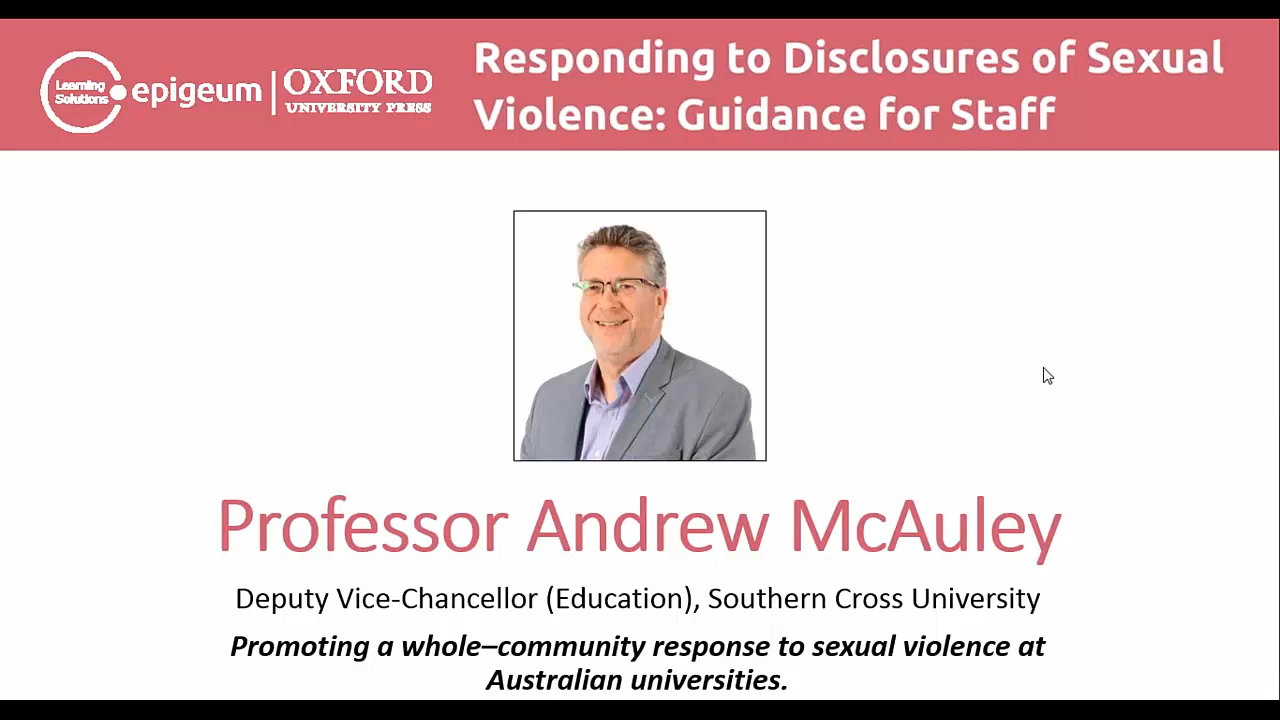 Learning
Solutions
epigeum
OXFORD
UNIVERSITY PRESS
Responding to Disclosures of Sexual
Violence: Guidance for Staff
Professor Andrew McAuley
Deputy Vice-Chancellor (Education), Southern Cross University
Promoting a whole–community response to sexual violence at
Australian universities.